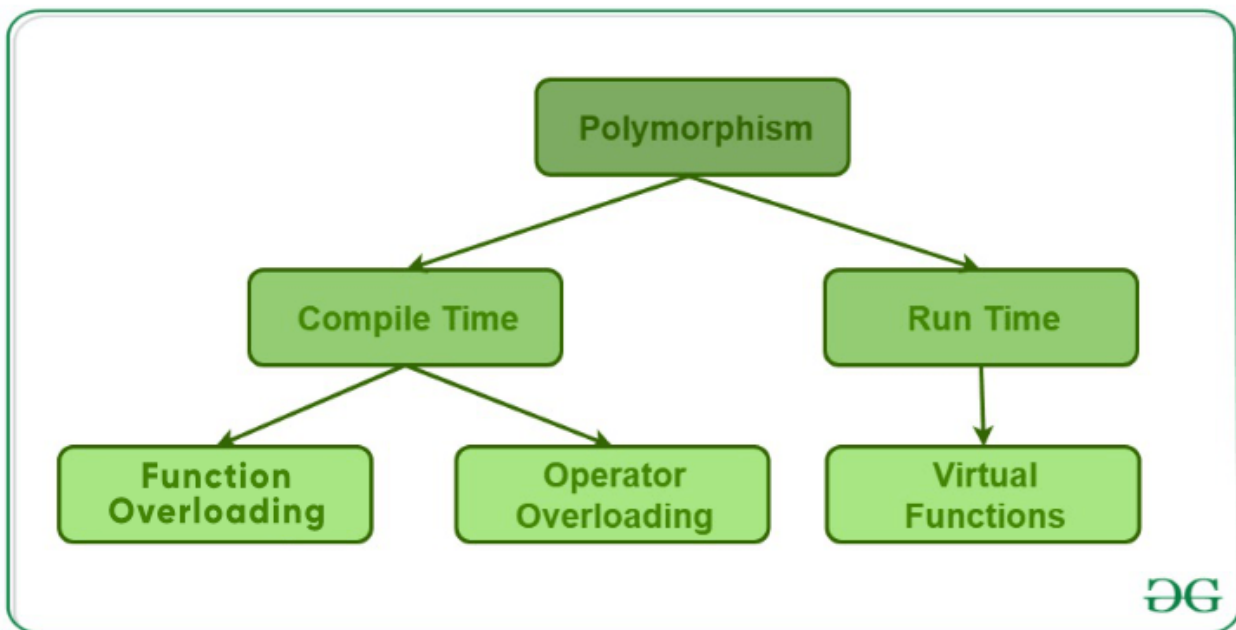 Polymorphism
Compile Time
Run Time
Function
Overloading
Operator
Overloading
Virtual
Functions